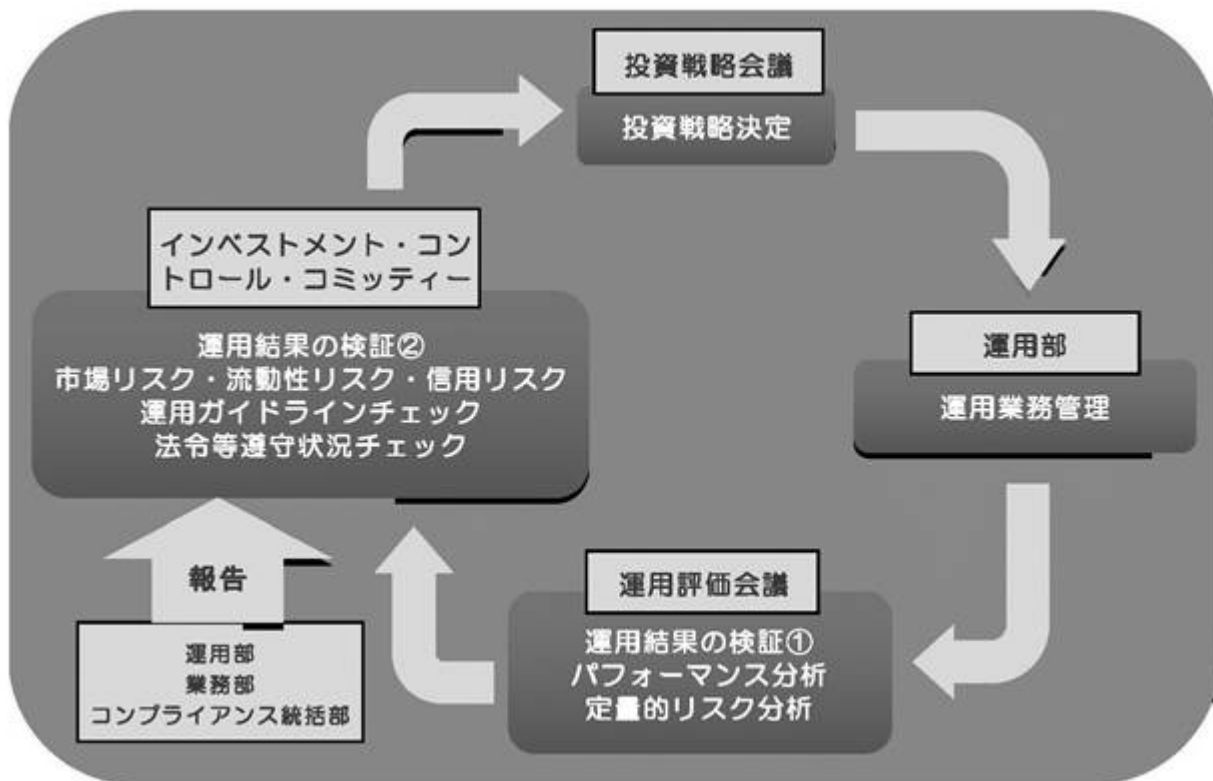 投資戦略会議
投資戦略決定
運用部
運用業務管理
運用評価会議
運用結果の検証①
パフォーマンス分析
定量的リスク分析
インベストメント・コン
トロール・コミッティー
運用結果の検証②
市場リスク・流動性リスク・信用リスク
運用ガイドラインチェック
法令等遵守状況チェック
報告
運用部
業務部
コンプライアンス統括部